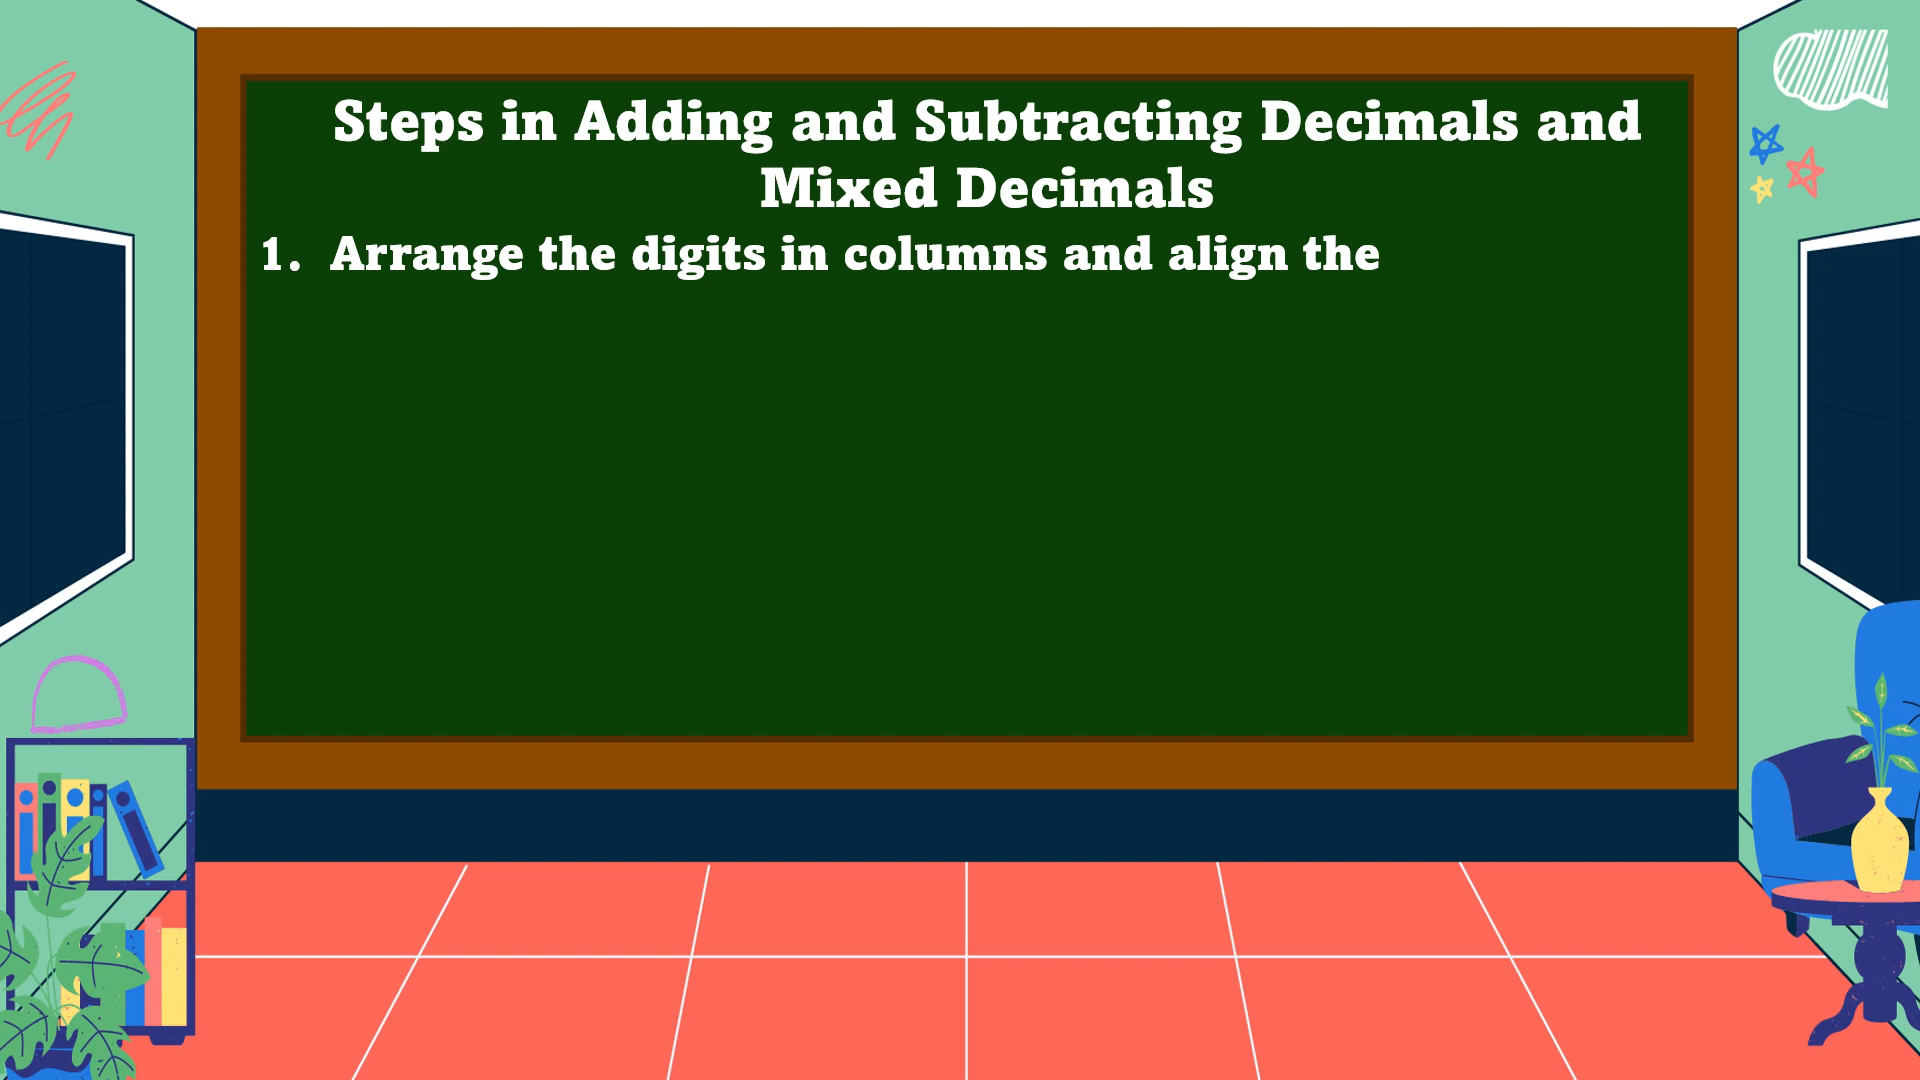 Steps in Adding and Subtracting Decimals and
Mixed Decimals
1. Arrange the digits in columns and align the